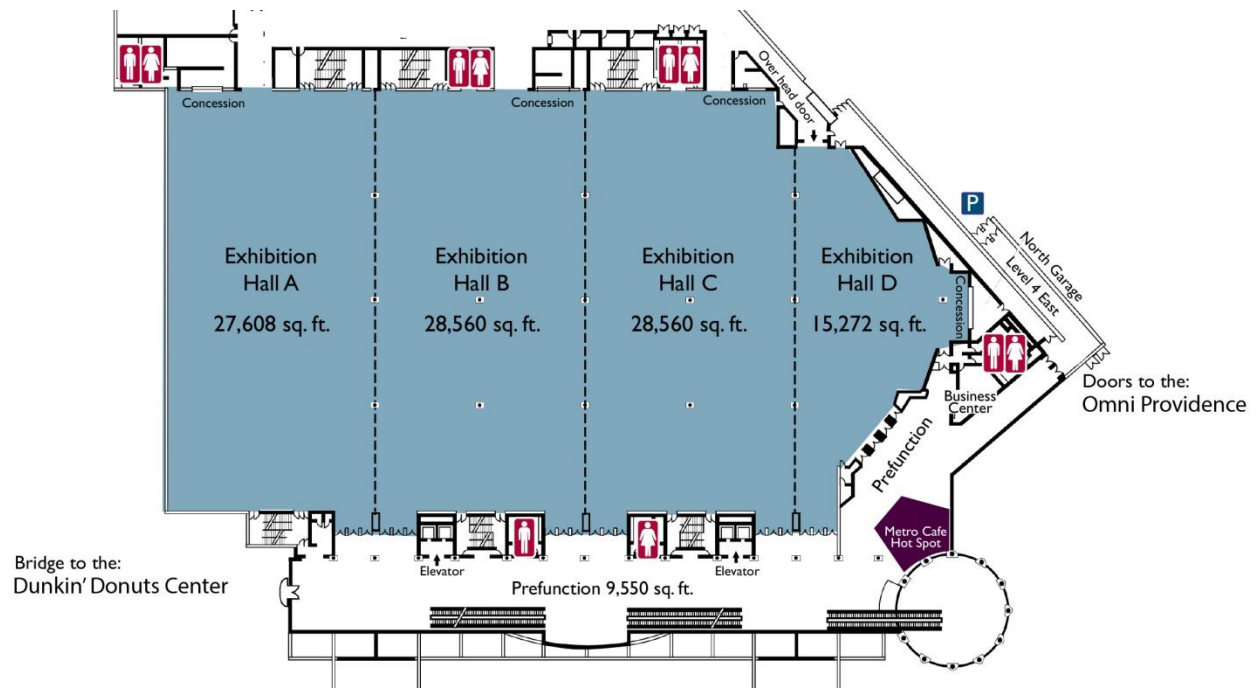 Over head door
Concession
Concession
Concession
P
North Garage
Level 4 East
Exhibition
Hall A
27,608 sq. ft.
Exhibition
Hall B
28,560 sq. ft.
Exhibition
Hall C
28,560 sq. ft.
Exhibition
Hall D
15,272 sq. ft.
Concession
Doors to the:
Omni Providence
Business
Center
Prefunction
Metro Cafe
Hot Spot
Bridge to the:
Dunkin' Donuts Center
Elevator
Prefunction 9,550 sq. ft.
Elevator